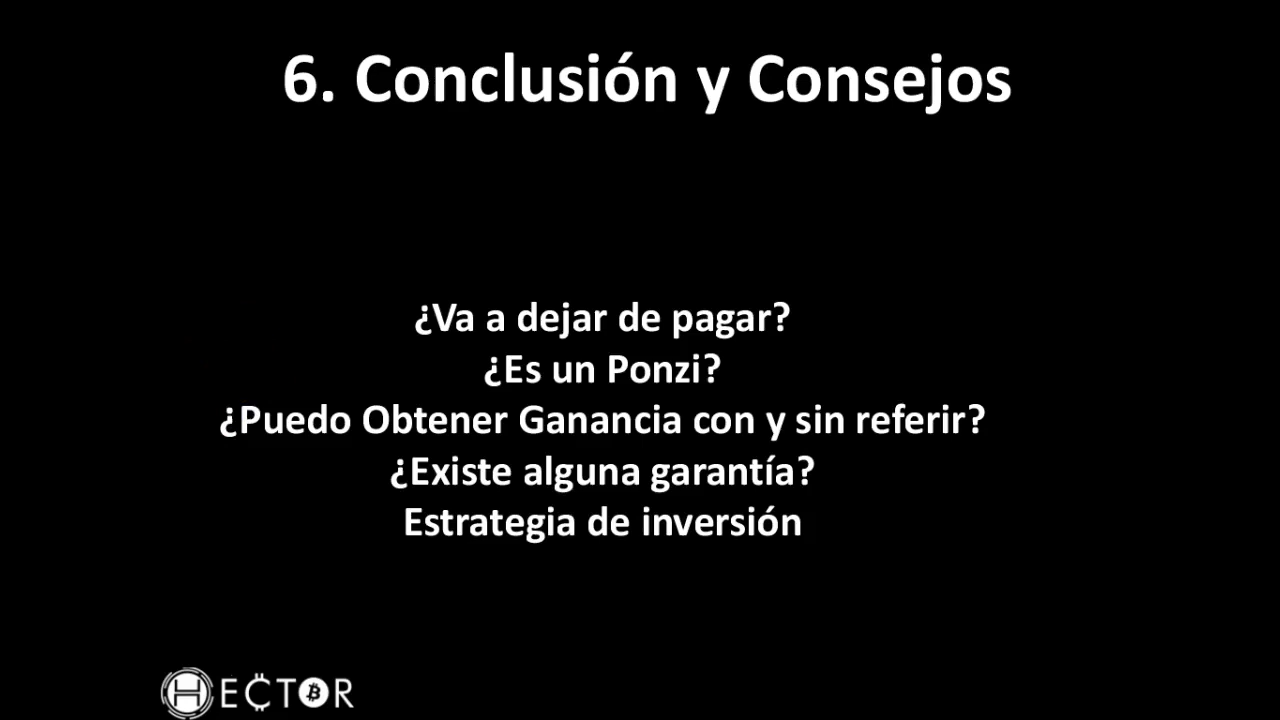 6. Conclusión y Consejos
¿Va a dejar de pagar?
¿Es un Ponzi?
¿Puedo Obtener Ganancia con y sin referir?
¿Existe alguna garantía?
Estrategia de inversión
HECTOR